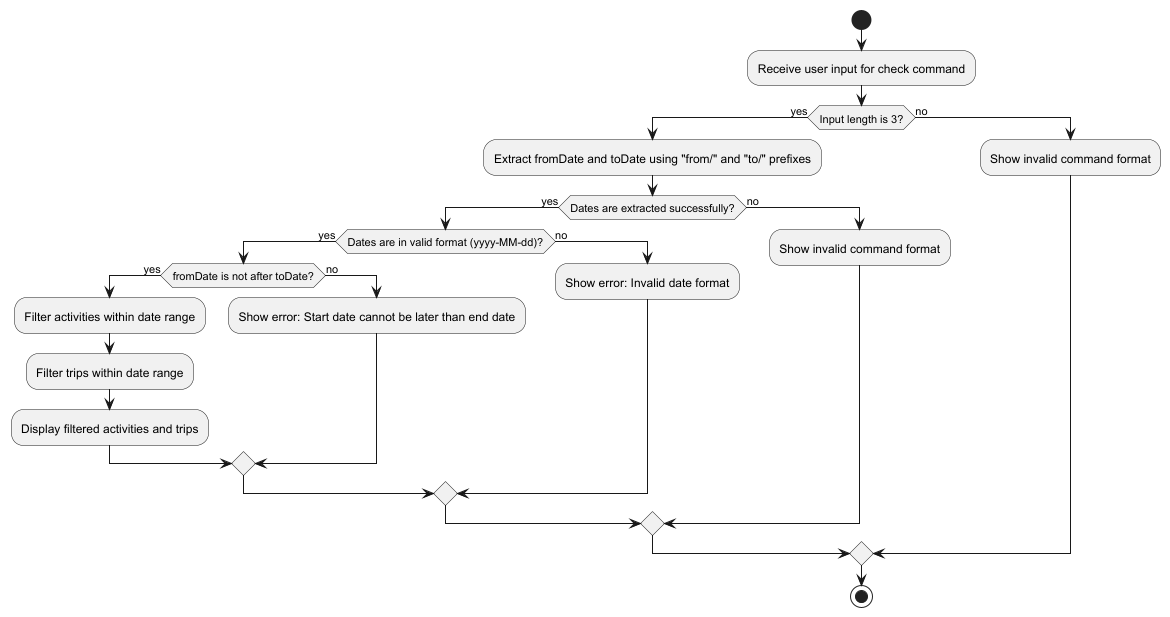 Receive user input for check command
yes
Input length is 3?
no
Extract fromDate and toDate using "from/" and "to/" prefixes
Show invalid command format
yes
Dates are extracted successfully?
no
yes
Dates are in valid format (yyyy-MM-dd)?
no
Show invalid command format
yes
fromDate is not after toDate?
no
Show error: Invalid date format
Filter activities within date range
Show error: Start date cannot be later than end date
Filter trips within date range
Display filtered activities and trips